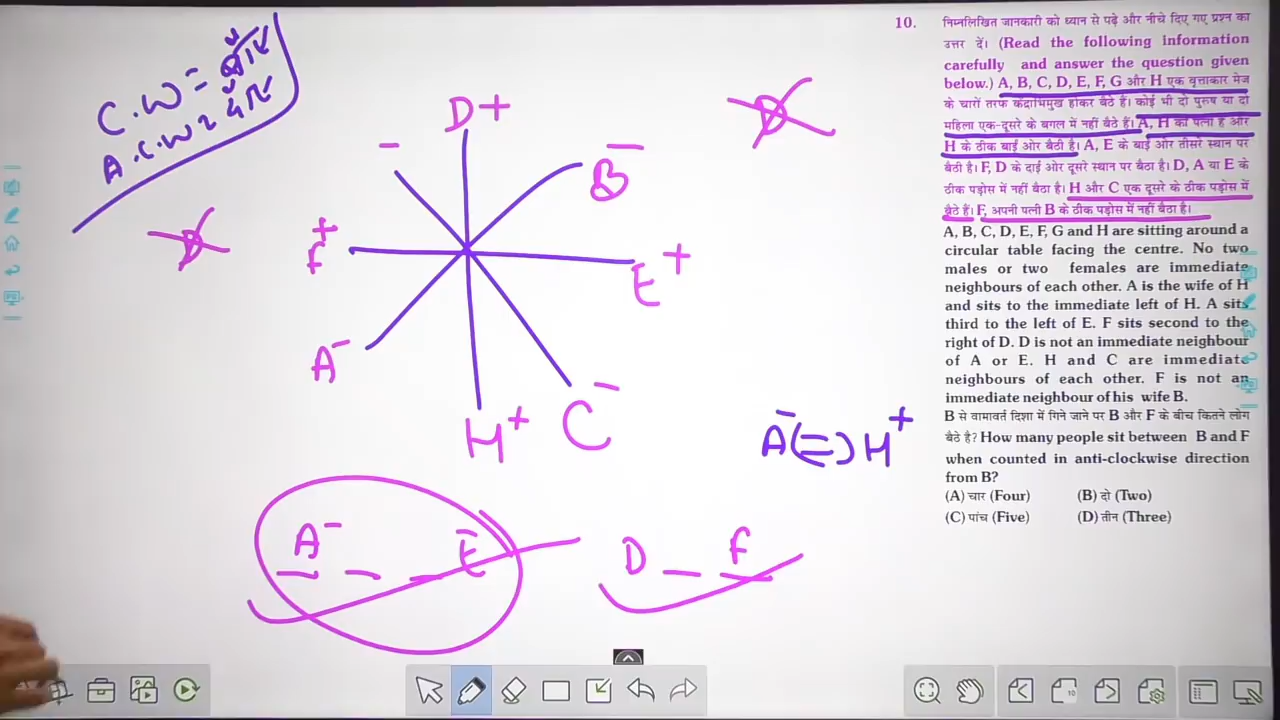 C.W = बाँए
A.C.W = दाँए
D+
-
B-
F+
E+
A-
H+
C-
D
D
A- (=) H+
A- _ _ E
D _ F
10. निम्नलिखित जानकारी को ध्यान से पढ़े और नीचे दिए गए प्रश्न का
उत्तर दें। (Read the following information
carefully and answer the question given
below.) A, B, C, D, E, F, G और H एक वृत्ताकार मेज
के चारों तरफ केंद्राभिमुख होकर बैठे है। कोई भी दो पुरुष या दो
महिला एक-दूसरे के बगल में नहीं बैठे है। A, H की पत्नी है और
H के ठीक बाईं ओर बैठी है। A, E के बाईं ओर तीसरे स्थान पर
बैठी है। F, D के दाईं ओर दूसरे स्थान पर बैठा है। D, A या E के
ठीक पड़ोस में नहीं बैठा है। H और C एक दूसरे के ठीक पड़ोस में
बैठे हैं। F, अपनी पत्नी B के ठीक पड़ोस में नहीं बैठा है।
A, B, C, D, E, F, G and H are sitting around a
circular table facing the centre. No two
males or two females are immediate
neighbours of each other. A is the wife of H
and sits to the immediate left of H. A sits
third to the left of E. F sits second to the
right of D. D is not an immediate neighbour
of A or E. H and C are immediate
neighbours of each other. F is not an
immediate neighbour of his wife B.
B से वामावर्त दिशा में गिने जाने पर B और F के बीच कितने लोग
बैठे है? How many people sit between B and F
when counted in anti-clockwise direction
from B?
(A) चार (Four) (B) दो (Two)
(C) पांच (Five) (D) तीन (Three)